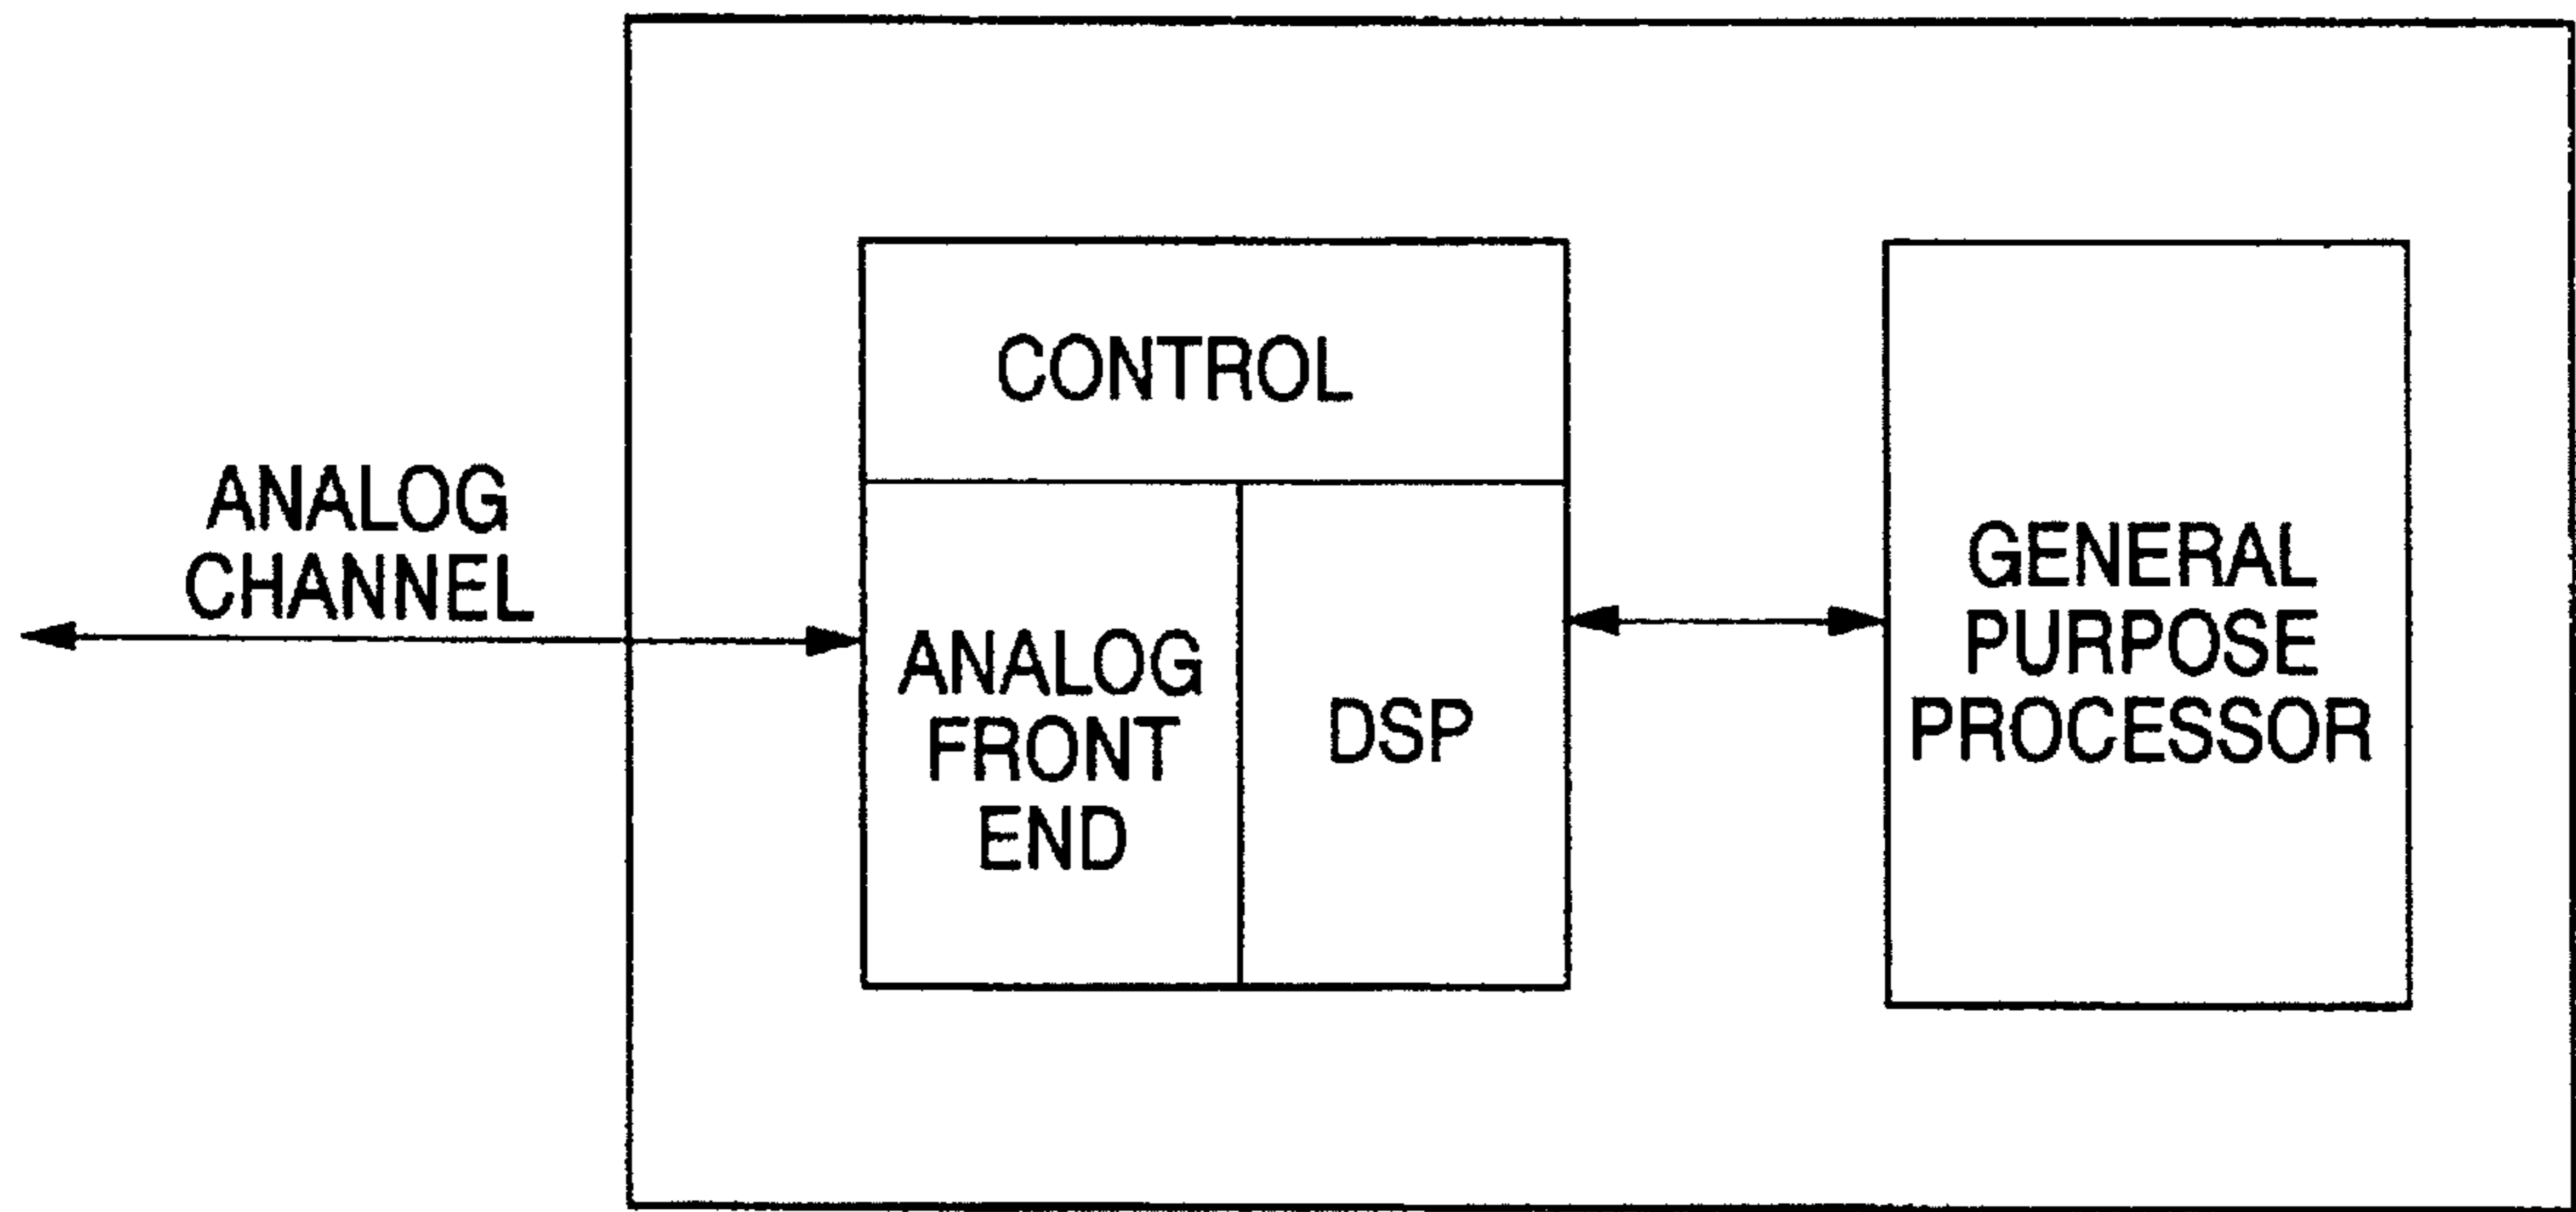 ANALOG
CHANNEL
CONTROL
ANALOG
FRONT
END
DSP
GENERAL
PURPOSE
PROCESSOR